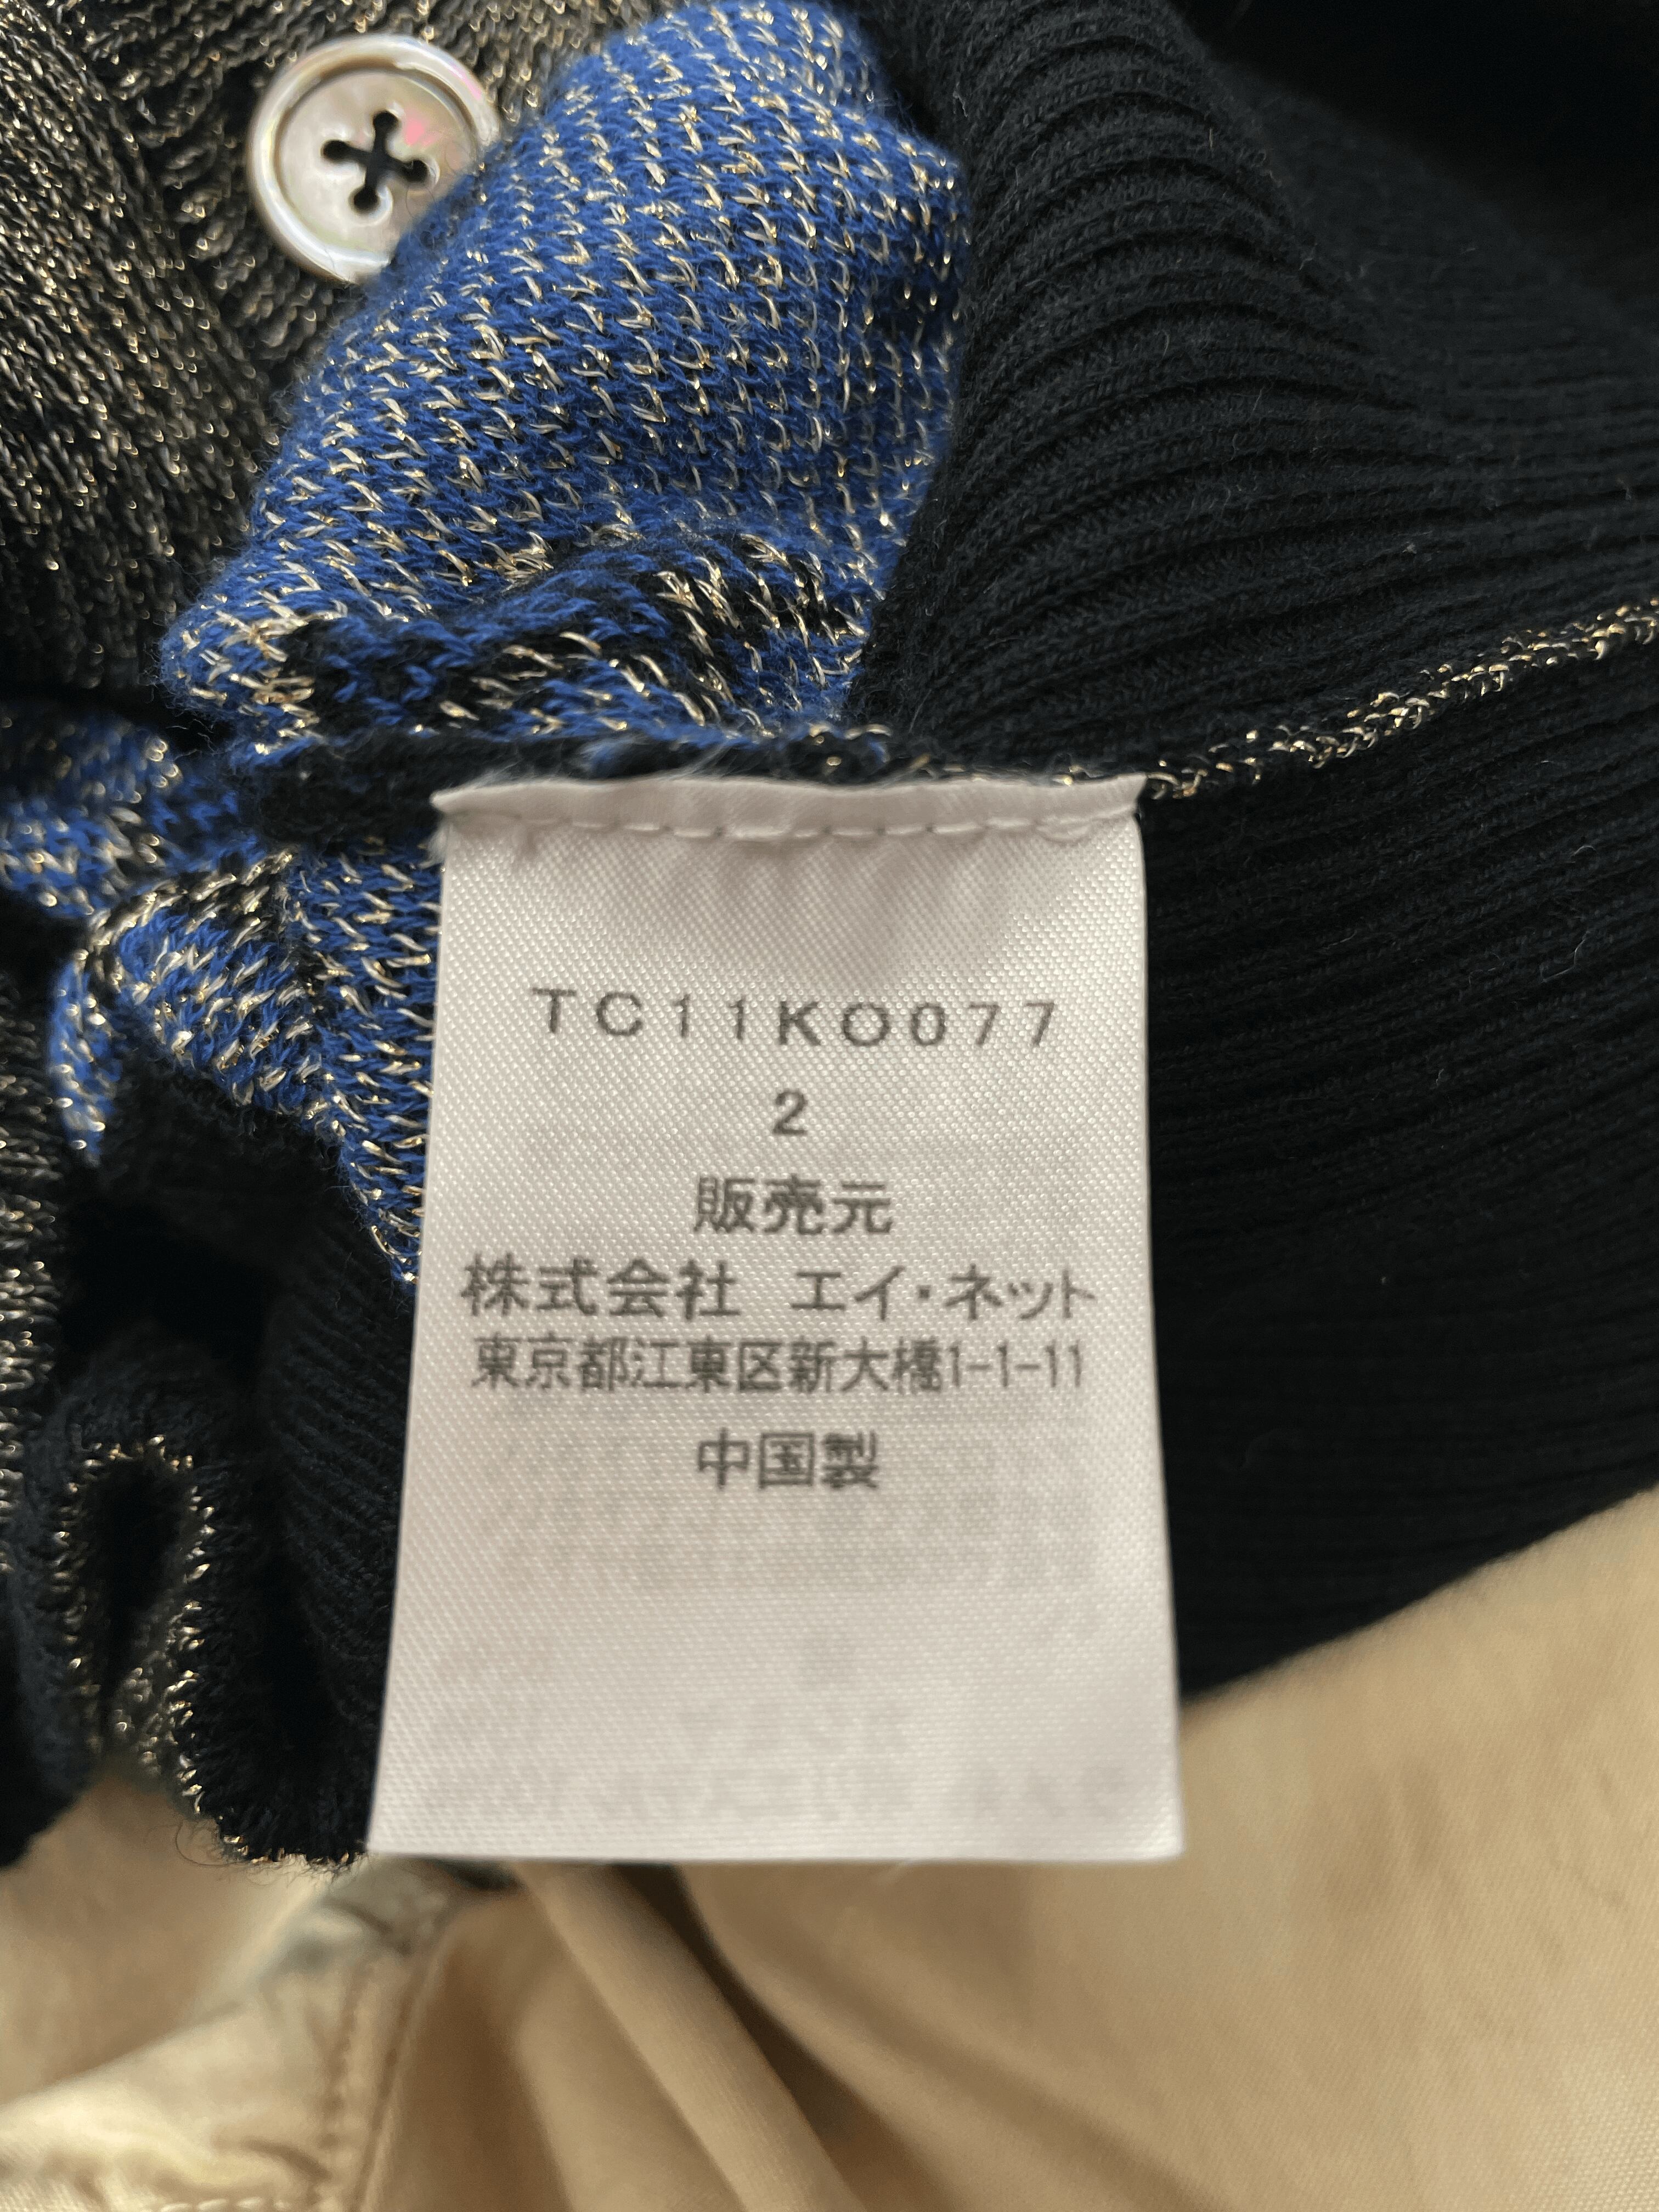 TC11KO077
2
販売元
株式会社 エイ・ネット
東京都江東区新大橋1-1-11
中国製